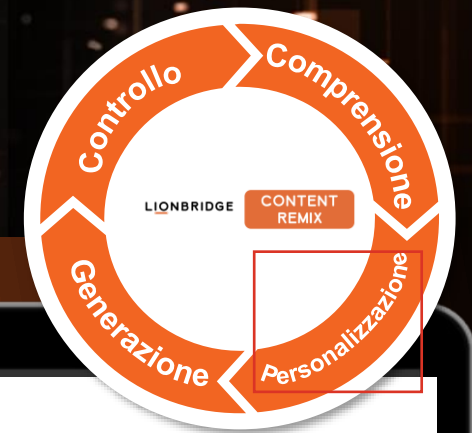 Controllo
Comprensione
LIONBRIDGE
CONTENT
REMIX
Generazione
Personalizzazione